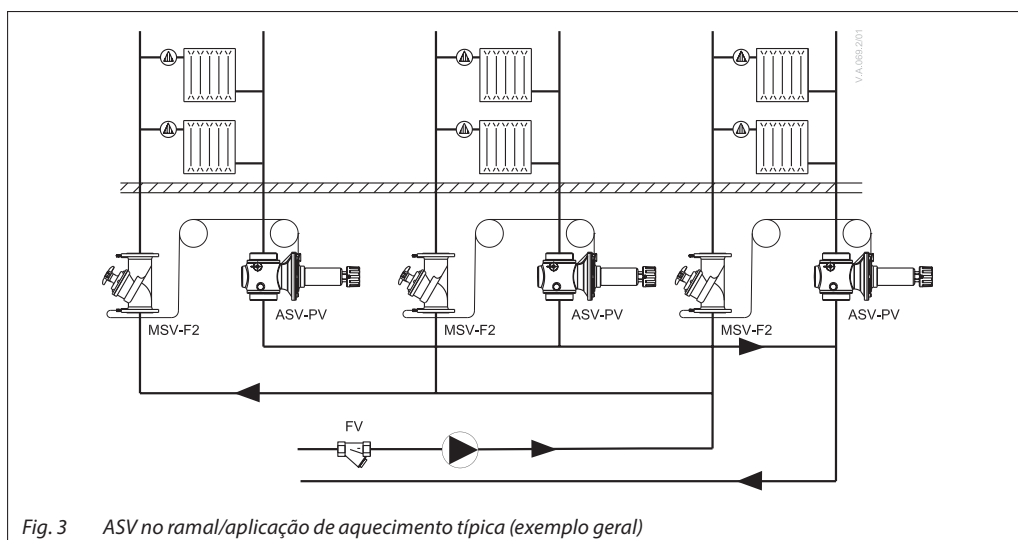 V.A.069.2/01
MSV-F2
ASV-PV
MSV-F2
ASV-PV
MSV-F2
ASV-PV
FV
Fig. 3 ASV no ramal/aplicação de aquecimento típica (exemplo geral)